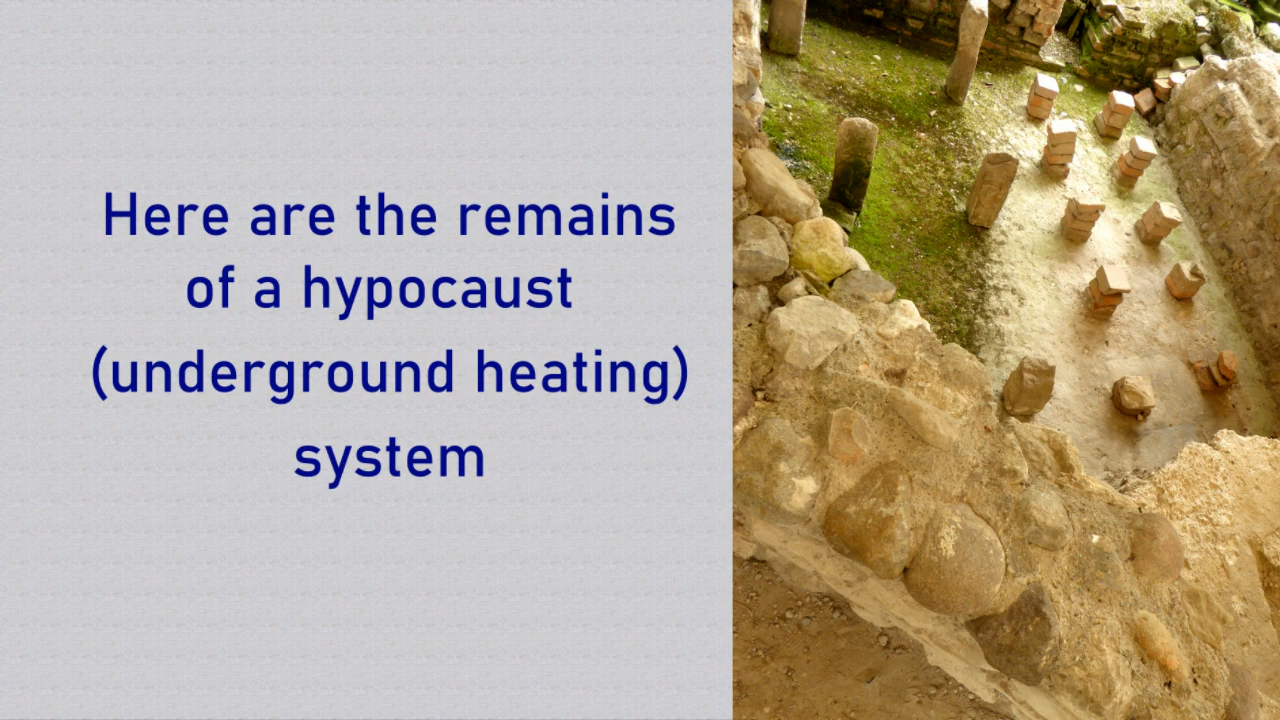 Here are the remains
of a hypocaust
(underground heating)
system